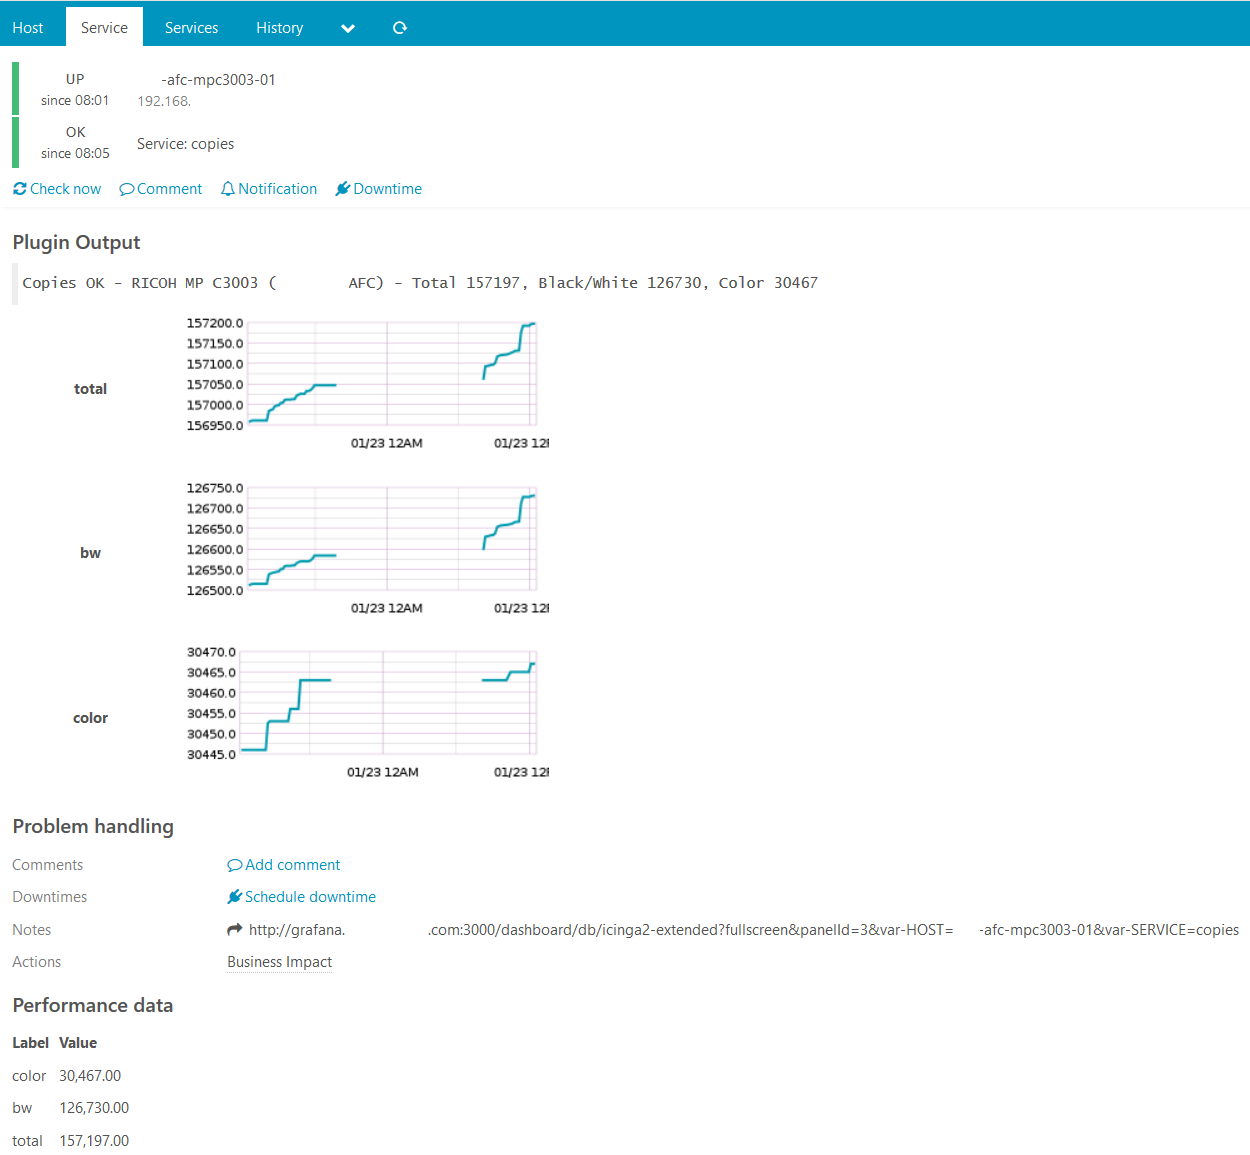 Host Service Services History
UP -afc-mpc3003-01
since 08:01 192.168.
OK
Service: copies
since 08:05
Check now Comment Notification Downtime
Plugin Output
Copies OK - RICOH MP C3003 ( AFC) - Total 157197, Black/White 126730, Color 30467
157200.0
157150.0
157100.0
total
157050.0
157000.0
156950.0
01/23 12AM 01/23 12P
126750.0
126700.0
126650.0
bw
126600.0
126550.0
126500.0
01/23 12AM 01/23 12P
30470.0
30465.0
30460.0
color
30455.0
30450.0
30445.0
01/23 12AM 01/23 12P
Problem handling
Comments Add comment
Downtimes Schedule downtime
Notes http://grafana. .com:3000/dashboard/db/icinga2-extended?fullscreen&panelId=3&var-HOST= -afc-mpc3003-01&var-SERVICE=copies
Actions Business Impact
Performance data
Label Value
color 30,467.00
bw 126,730.00
total 157,197.00